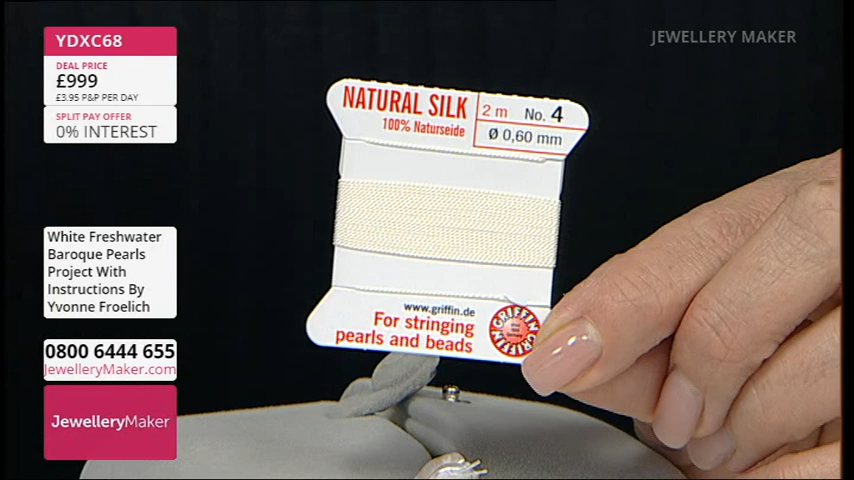 YDXC68
DEAL PRICE
£999
£3.95 P&P PER DAY
SPLIT PAY OFFER
0% INTEREST
White Freshwater
Baroque Pearls
Project With
Instructions By
Yvonne Froelich
0800 6444 655
JewelleryMaker.com
JewelleryMaker
JEWELLERY MAKER
NATURAL SILK
100% Naturseide
2 m No. 4
Ø 0,60 mm
www.griffin.de
For stringing
pearls and beads
GRIFFIN
GRIFFIN